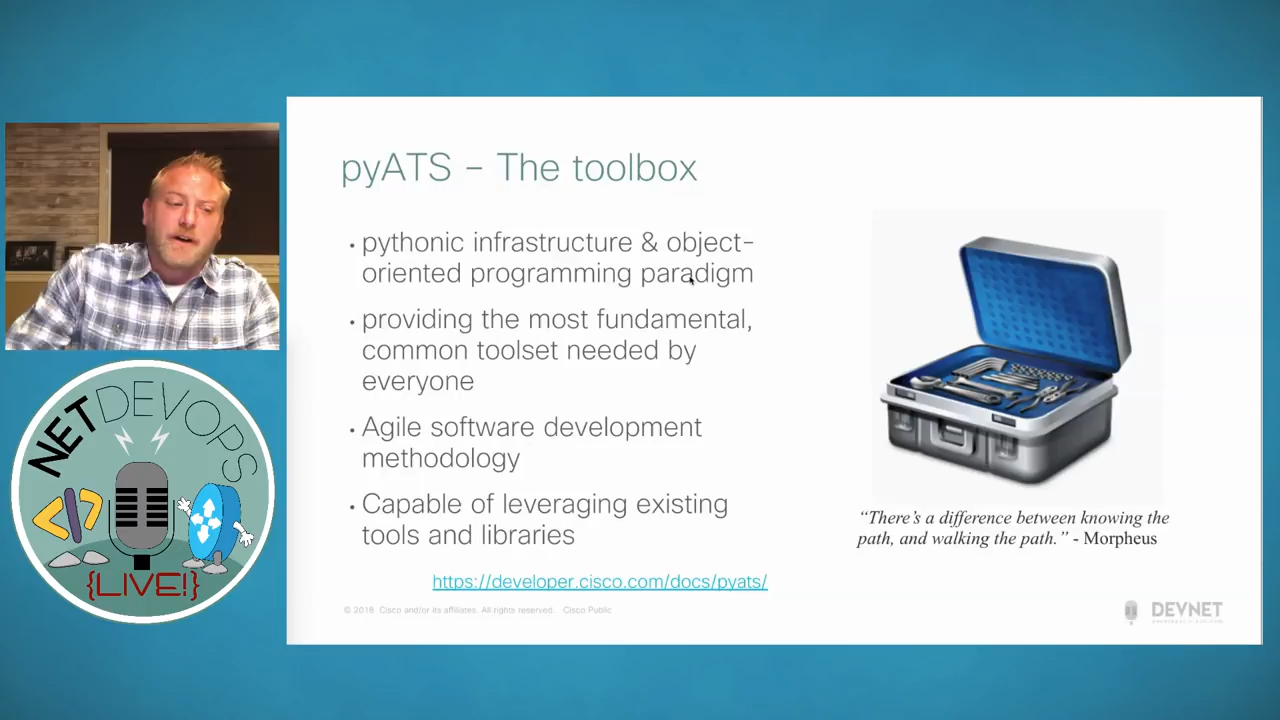 pyATS – The toolbox
• pythonic infrastructure & object-
oriented programming paradigm
• providing the most fundamental,
common toolset needed by
everyone
• Agile software development
methodology
• Capable of leveraging existing
tools and libraries
https://developer.cisco.com/docs/pyats/
“There’s a difference between knowing the
path, and walking the path.” - Morpheus
© 2018 Cisco and/or its affiliates. All rights reserved. Cisco Public
DEVNET
NETDEVOPS
</>
{LIVE!}